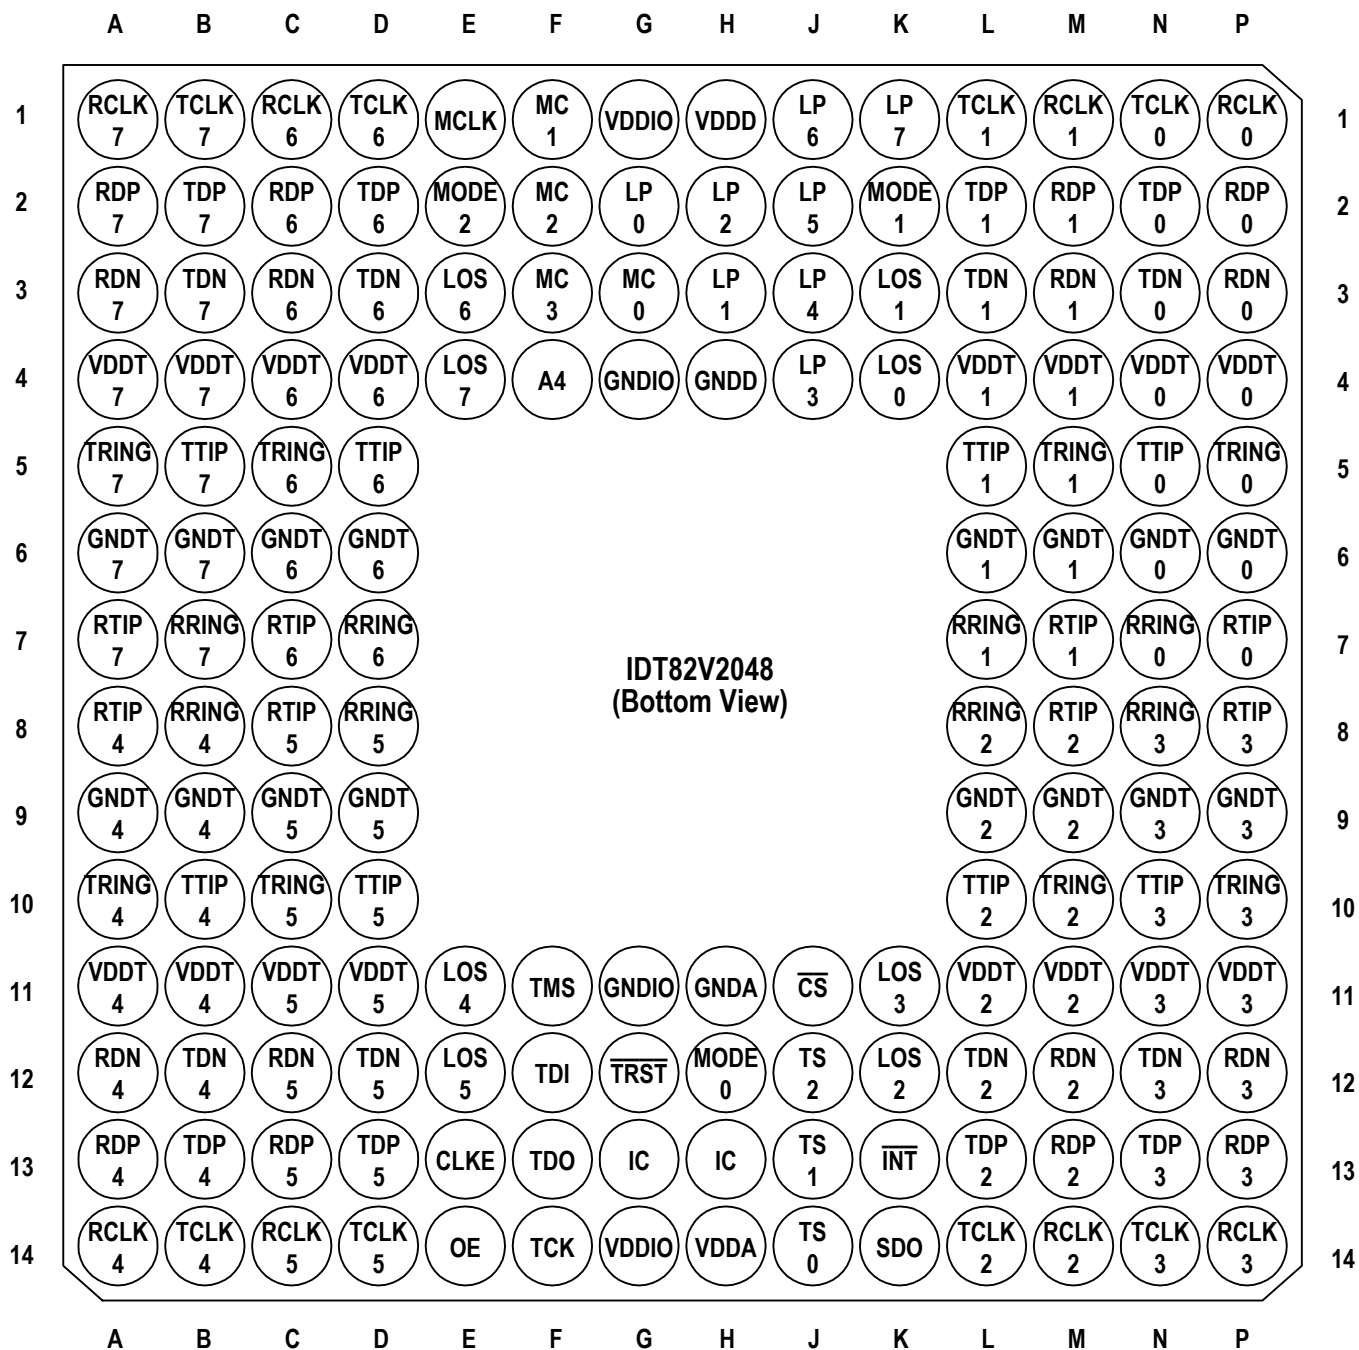 A B C D E F G H J K L M N P
1 RCLK TCLK RCLK TCLK MCLK MC VDDIO VDDD LP LP TCLK RCLK TCLK RCLK 1
7 7 6 6 1 6 7 1 1 0 0
2 RDP TDP RDP TDP MODE MC LP LP LP MODE TDP RDP TDP RDP 2
7 7 6 6 2 2 0 2 5 1 1 1 0 0
3 RDN TDN RDN TDN LOS MC MC LP LP LOS TDN RDN TDN RDN 3
7 7 6 6 6 3 0 1 4 1 1 1 0 0
4 VDDT VDDT VDDT VDDT LOS A4 GNDIO GNDD LP LOS VDDT VDDT VDDT VDDT 4
7 7 6 6 7 3 0 1 1 0 0
5 TRING TTIP TRING TTIP TTIP TRING TTIP TRING 5
7 7 6 6 1 1 0 0
6 GNDT GNDT GNDT GNDT GNDT GNDT GNDT GNDT 6
7 7 6 6 1 1 0 0
7 RTIP RRING RTIP RRING RRING RTIP RRING RTIP 7
7 7 6 6 1 1 0 0
IDT82V2048
(Bottom View)
8 RTIP RRING RTIP RRING RRING RTIP RRING RTIP 8
4 4 5 5 2 2 3 3
9 GNDT GNDT GNDT GNDT GNDT GNDT GNDT GNDT 9
4 4 5 5 2 2 3 3
10 TRING TTIP TRING TTIP TTIP TRING TTIP TRING 10
4 4 5 5 2 2 3 3
11 VDDT VDDT VDDT VDDT LOS TMS GNDIO GNDA CS LOS VDDT VDDT VDDT VDDT 11
4 4 5 5 4 3 2 2 3 3
12 RDN TDN RDN TDN LOS TDI TRST MODE TS LOS TDN RDN TDN RDN 12
4 4 5 5 5 0 2 2 2 2 3 3
13 RDP TDP RDP TDP CLKE TDO IC IC TS INT TDP RDP TDP RDP 13
4 4 5 5 1 2 2 3 3
14 RCLK TCLK RCLK TCLK OE TCK VDDIO VDDA TS SDO TCLK RCLK TCLK RCLK 14
4 4 5 5 0 2 2 3 3
A B C D E F G H J K L M N P